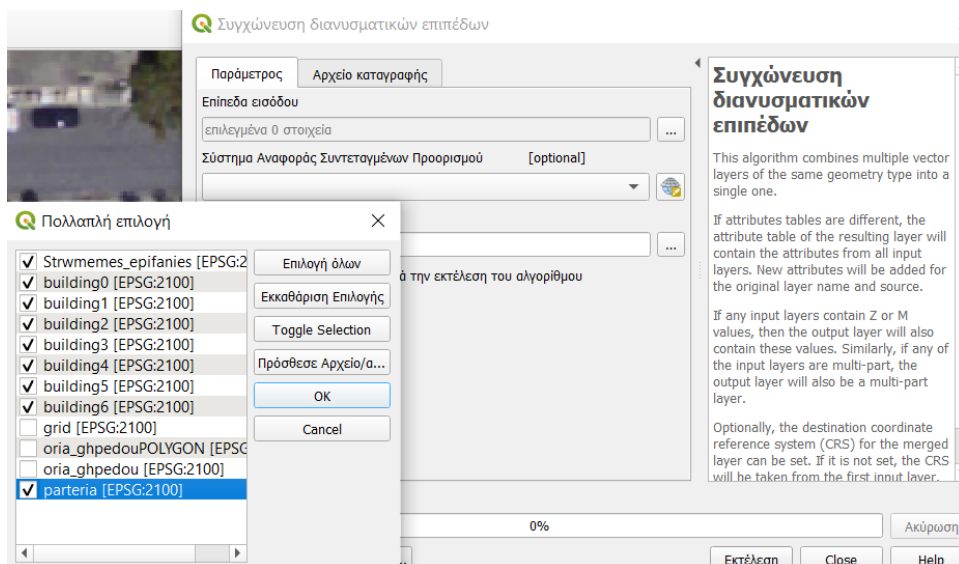 Συγχώνευση διανυσματικών επιπέδων
Παράμετρος
Αρχείο καταγραφής
Επίπεδα εισόδου
επιλεγμένα 0 στοιχεία
...
Σύστημα Αναφοράς Συντεταγμένων Προορισμού [optional]
...
ά την εκτέλεση του αλγορίθμου
Πολλαπλή επιλογή
Strwmemes_epifanies [EPSG:2
building0 [EPSG:2100]
building1 [EPSG:2100]
building2 [EPSG:2100]
building3 [EPSG:2100]
building4 [EPSG:2100]
building5 [EPSG:2100]
building6 [EPSG:2100]
grid [EPSG:2100]
oria_ghpedouPOLYGON [EPSG
oria_ghpedou [EPSG:2100]
parteria [EPSG:2100]
Επιλογή όλων
Εκκαθάριση Επιλογής
Toggle Selection
Πρόσθεσε Αρχείο/α...
OK
Cancel
Συγχώνευση
διανυσματικών
επιπέδων
This algorithm combines multiple vector
layers of the same geometry type into a
single one.
If attributes tables are different, the
attribute table of the resulting layer will
contain the attributes from all input
layers. New attributes will be added for
the original layer name and source.
If any input layers contain Z or M
values, then the output layer will also
contain these values. Similarly, if any of
the input layers are multi-part, the
output layer will also be a multi-part
layer.
Optionally, the destination coordinate
reference system (CRS) for the merged
layer can be set. If it is not set, the CRS
will be taken from the first input layer.
0%
Ακύρωση
Εκτέλεση
Close
Help